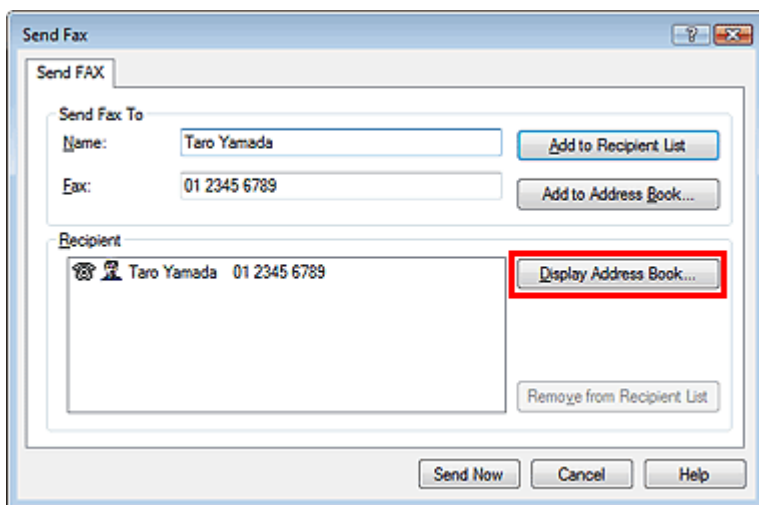 Send Fax
Send FAX
Send Fax To
Name: Taro Yamada Add to Recipient List
Fax: 01 2345 6789 Add to Address Book...
Recipient
Taro Yamada 01 2345 6789 Display Address Book...
Remove from Recipient List
Send Now Cancel Help